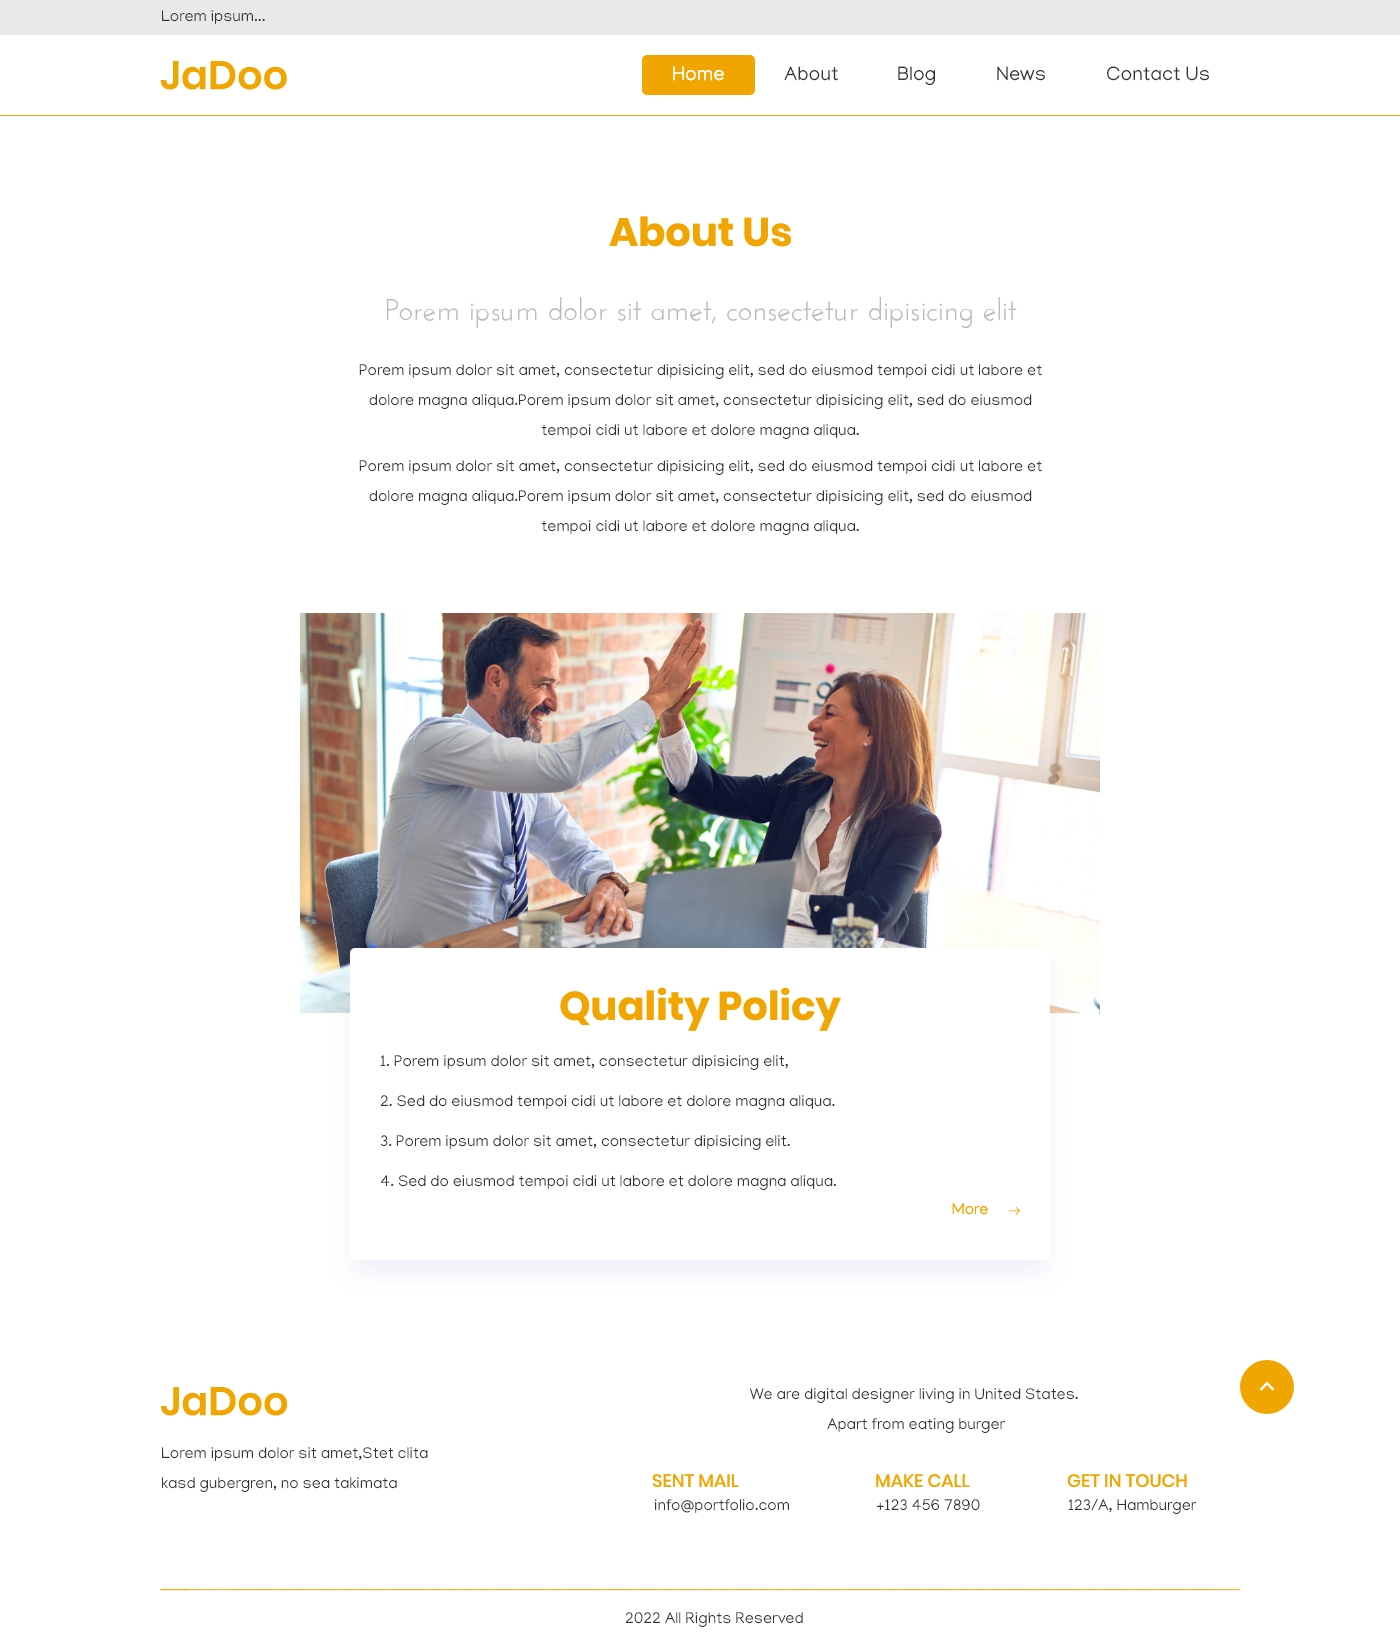 Lorem ipsum...
JaDoo
Home About Blog News Contact Us
About Us
Porem ipsum dolor sit amet, consectetur dipisicing elit
Porem ipsum dolor sit amet, consectetur dipisicing elit, sed do eiusmod tempoi cidi ut labore et
dolore magna aliqua.Porem ipsum dolor sit amet, consectetur dipisicing elit, sed do eiusmod
tempoi cidi ut labore et dolore magna aliqua.
Porem ipsum dolor sit amet, consectetur dipisicing elit, sed do eiusmod tempoi cidi ut labore et
dolore magna aliqua.Porem ipsum dolor sit amet, consectetur dipisicing elit, sed do eiusmod
tempoi cidi ut labore et dolore magna aliqua.
Quality Policy
1. Porem ipsum dolor sit amet, consectetur dipisicing elit,
2. Sed do eiusmod tempoi cidi ut labore et dolore magna aliqua.
3. Porem ipsum dolor sit amet, consectetur dipisicing elit.
4. Sed do eiusmod tempoi cidi ut labore et dolore magna aliqua.
More →
JaDoo
Lorem ipsum dolor sit amet,Stet clita
kasd gubergren, no sea takimata
We are digital designer living in United States.
Apart from eating burger
SENT MAIL
info@portfolio.com
MAKE CALL
+123 456 7890
GET IN TOUCH
123/A, Hamburger
2022 All Rights Reserved